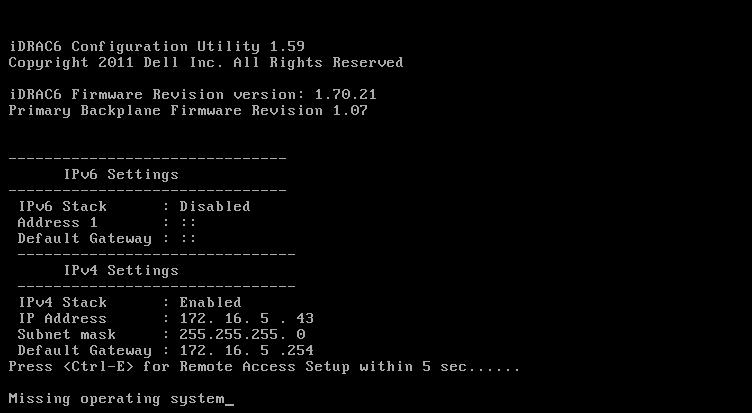 iDRAC6 Configuration Utility 1.59
Copyright 2011 Dell Inc. All Rights Reserved
iDRAC6 Firmware Revision version: 1.70.21
Primary Backplane Firmware Revision 1.07
-------------------------------
IPv6 Settings
-------------------------------
IPv6 Stack : Disabled
Address 1 : ::
Default Gateway : ::
-------------------------------
IPv4 Settings
-------------------------------
IPv4 Stack : Enabled
IP Address : 172. 16. 5 . 43
Subnet mask : 255.255.255. 0
Default Gateway : 172. 16. 5 .254
Press <Ctrl-E> for Remote Access Setup within 5 sec......
Missing operating system_